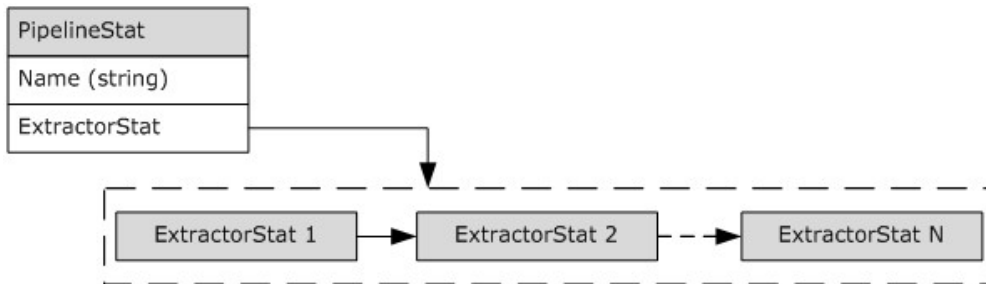 PipelineStat
Name (string)
ExtractorStat
ExtractorStat 1
ExtractorStat 2
ExtractorStat N